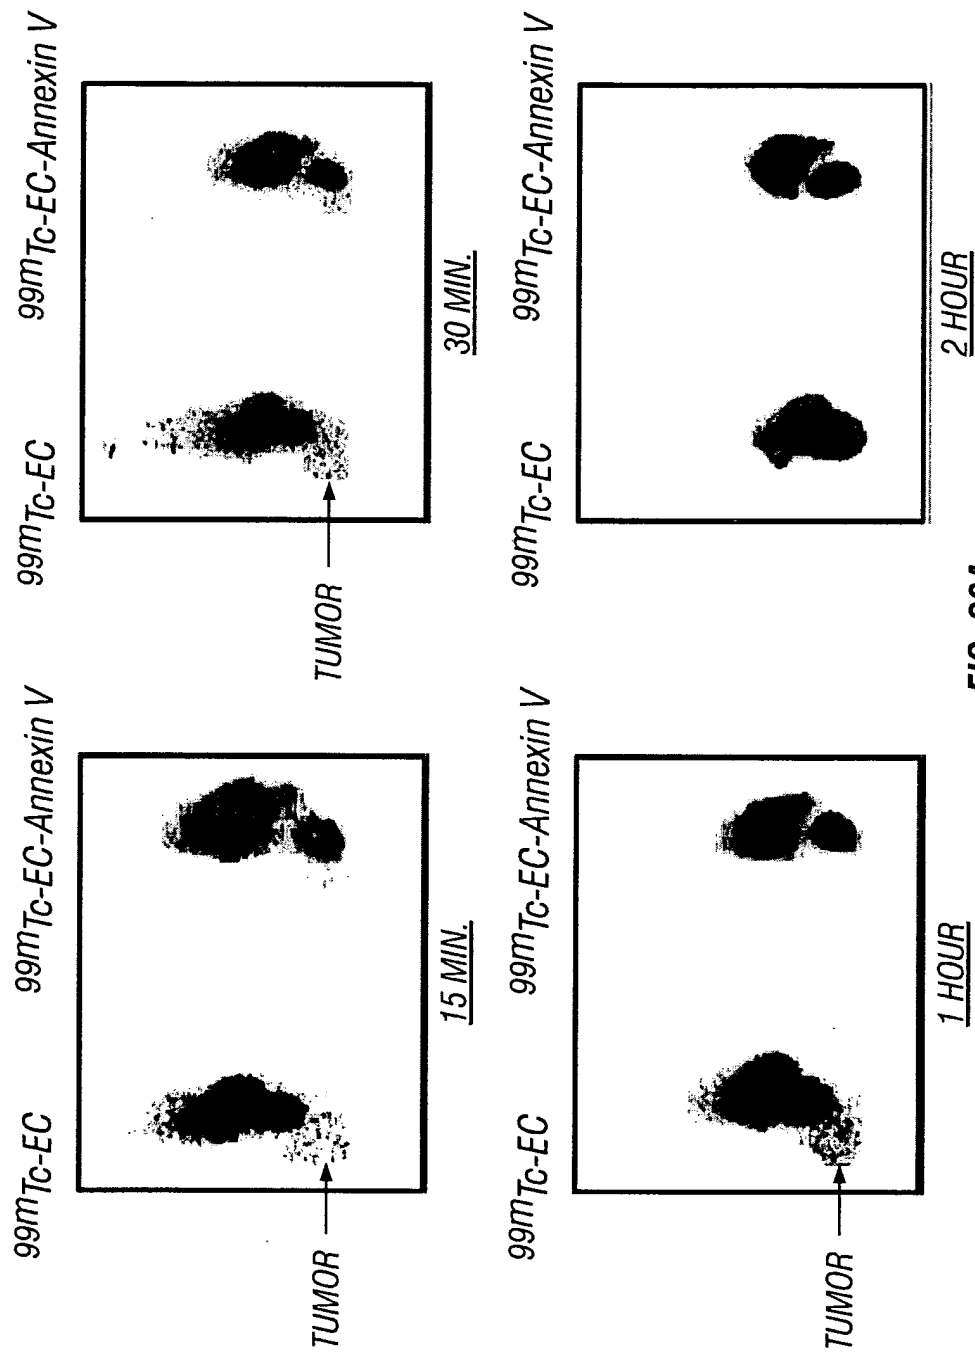 99mTc-EC 99mTc-EC-Annexin V
TUMOR
15 MIN.
99mTc-EC 99mTc-EC-Annexin V
TUMOR
30 MIN.
99mTc-EC 99mTc-EC-Annexin V
TUMOR
1 HOUR
99mTc-EC 99mTc-EC-Annexin V
2 HOUR
FIG.